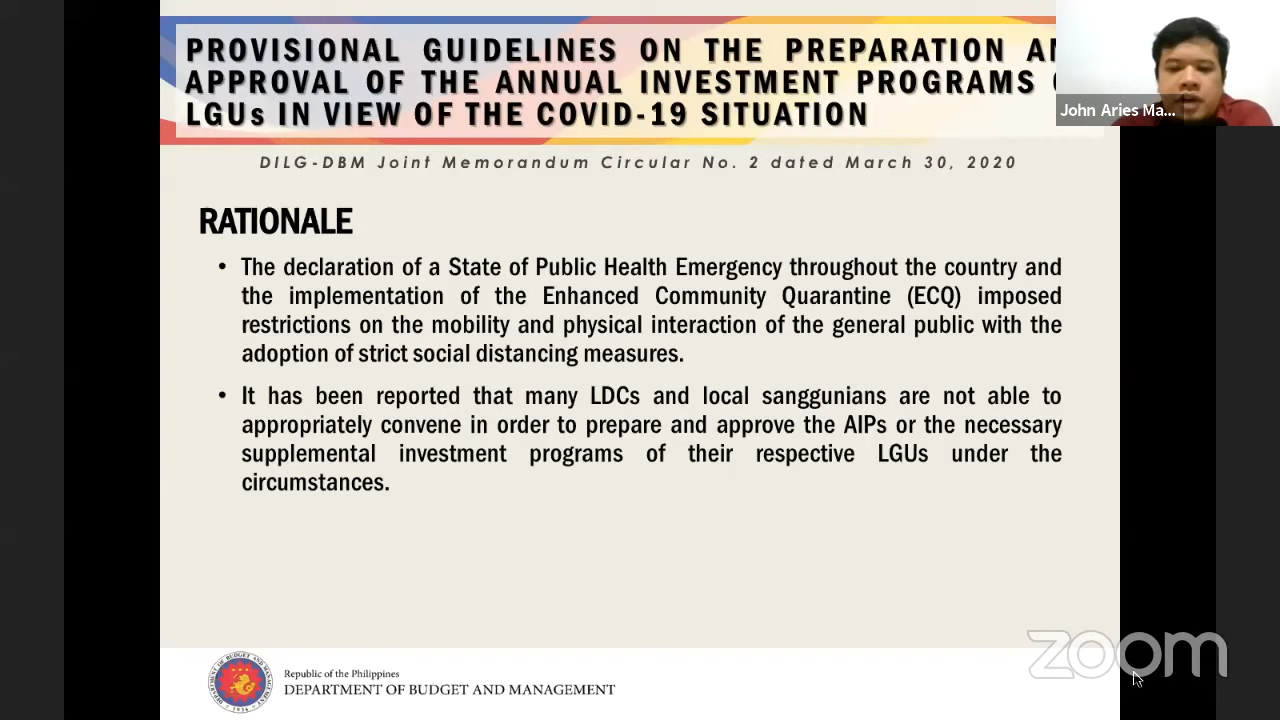 PROVISIONAL GUIDELINES ON THE PREPARATION AN
APPROVAL OF THE ANNUAL INVESTMENT PROGRAMS
LGUs IN VIEW OF THE COVID-19 SITUATION
John Aries Ma...
DILG-DBM Joint Memorandum Circular No. 2 dated March 30, 2020
RATIONALE
• The declaration of a State of Public Health Emergency throughout the country and
the implementation of the Enhanced Community Quarantine (ECQ) imposed
restrictions on the mobility and physical interaction of the general public with the
adoption of strict social distancing measures.
• It has been reported that many LDCs and local sanggunians are not able to
appropriately convene in order to prepare and approve the AIPs or the necessary
supplemental investment programs of their respective LGUs under the
circumstances.
zoom
DEPARTMENT OF BUDGET AND MANAGEMENT
1936
Republic of the Philippines
DEPARTMENT OF BUDGET AND MANAGEMENT